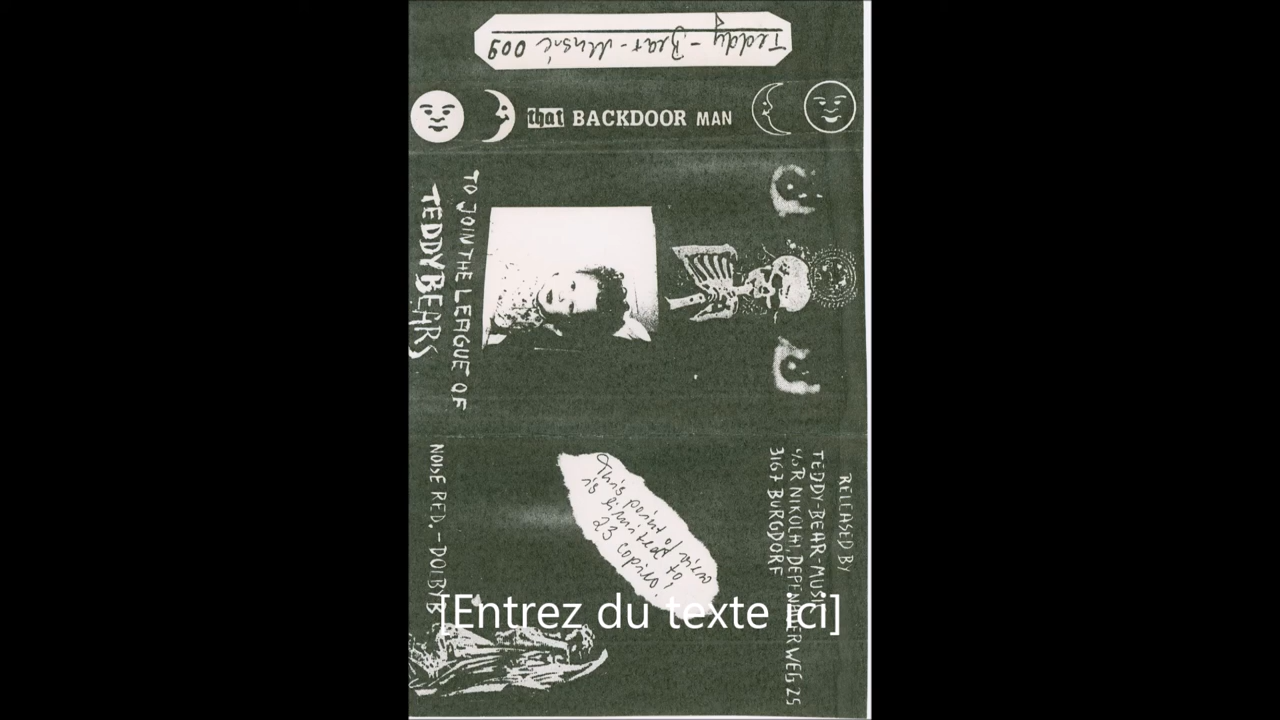 Teddy-Bear-Music 009
that BACKDOOR MAN
TO JOIN THE LEAGUE OF
TEDDYBEARS
RELEASED BY
TEDDY-BEAR-MUSIC
c/o R. NIKOLAI, DEPENAUER WEG 25
3167 BURGDORF
This point of view
is limited to
23 copies.
NOISE RED. - DOLBY B
[Entrez du texte ici]